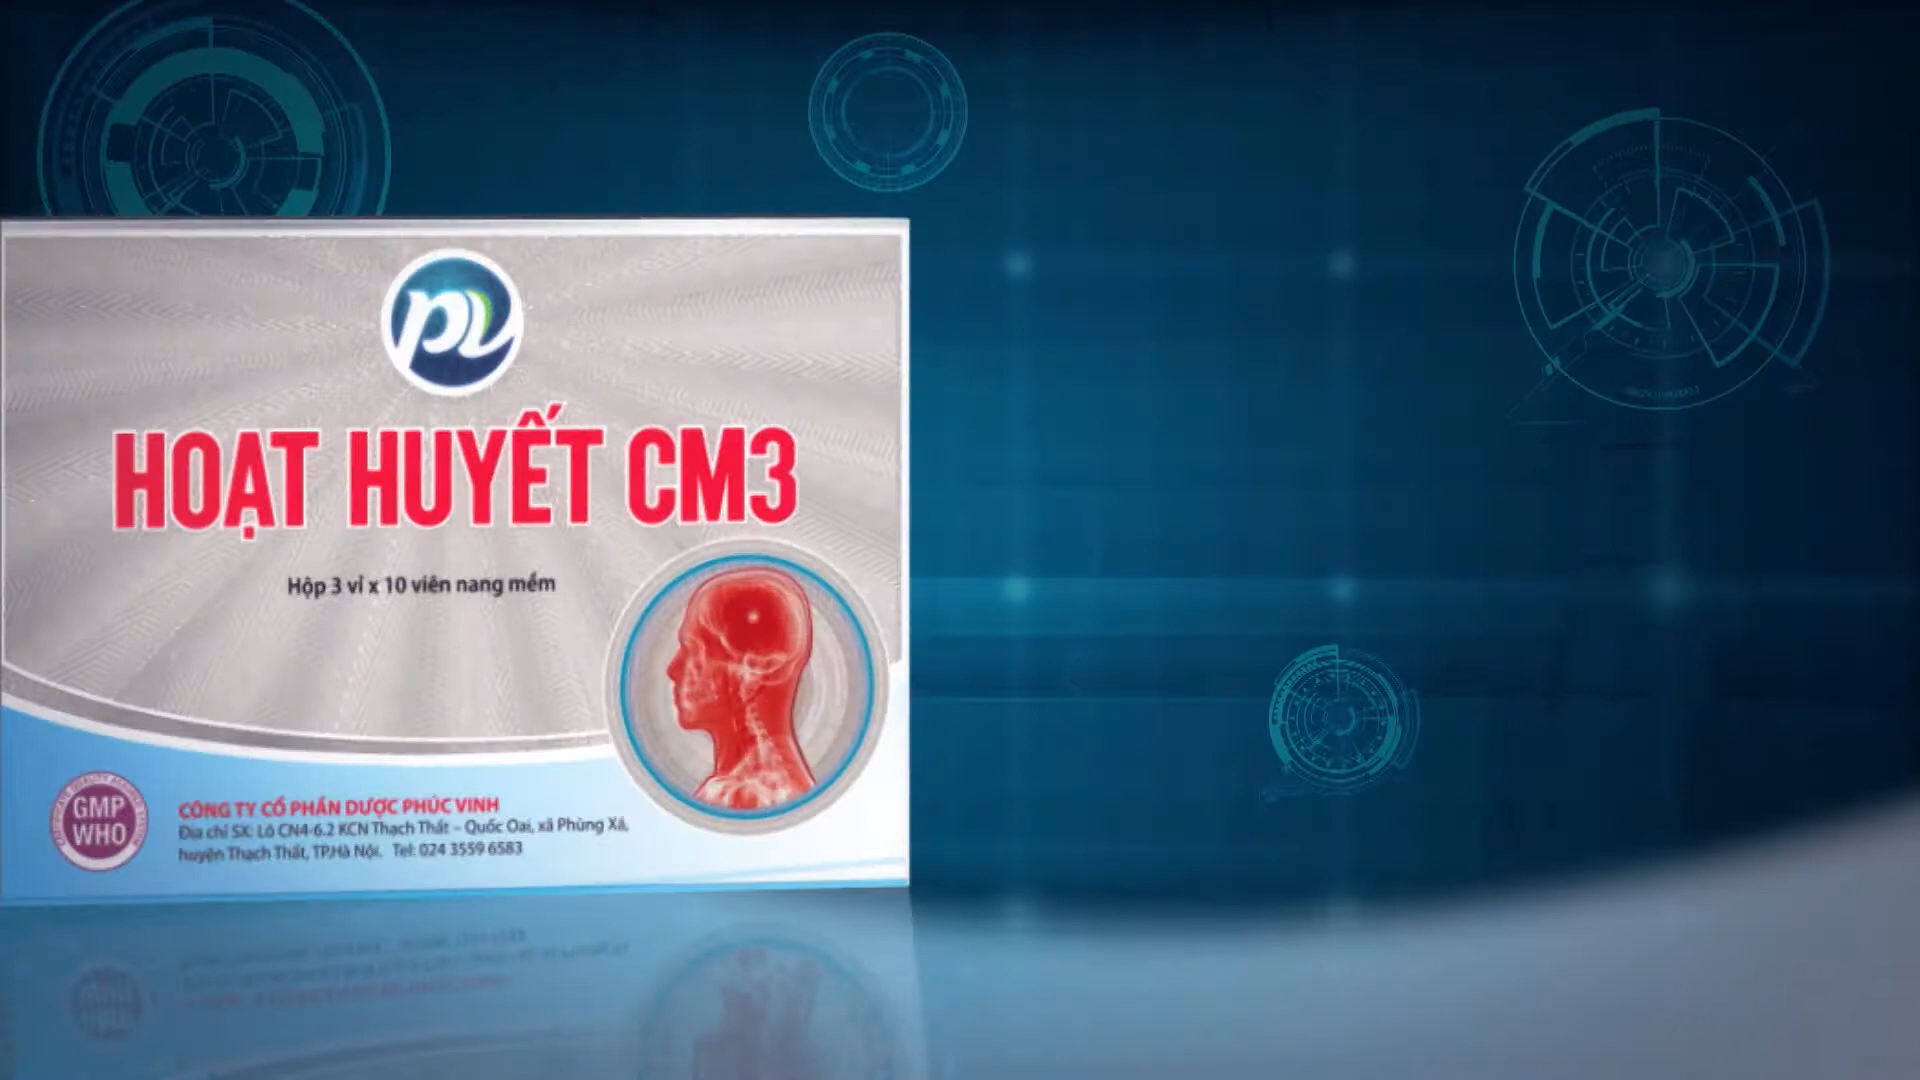 pv
HOẠT HUYẾT CM3
Hộp 3 vỉ x 10 viên nang mềm
GMP
WHO
CÔNG TY CỔ PHẦN DƯỢC PHÚC VINH
Địa chỉ SX: Lô CN4-6.2 KCN Thạch Thất – Quốc Oai, xã Phùng Xá,
huyện Thạch Thất, TP.Hà Nội. Tel: 024 3559 6583